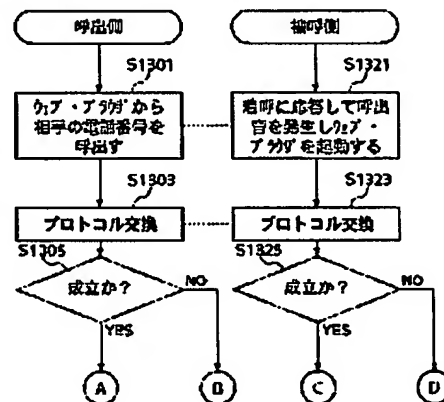 呼出側
被呼側
S1301
S1321
ウェブ・ブラウザから
相手の電話番号を
呼出す
着呼に応答して呼出
音を発生しウェブ・
ブラウザを起動する
S1303
S1323
プロトコル交換
プロトコル交換
S1305
S1325
成立か?
NO
成立か?
NO
YES
YES
A
B
C
D